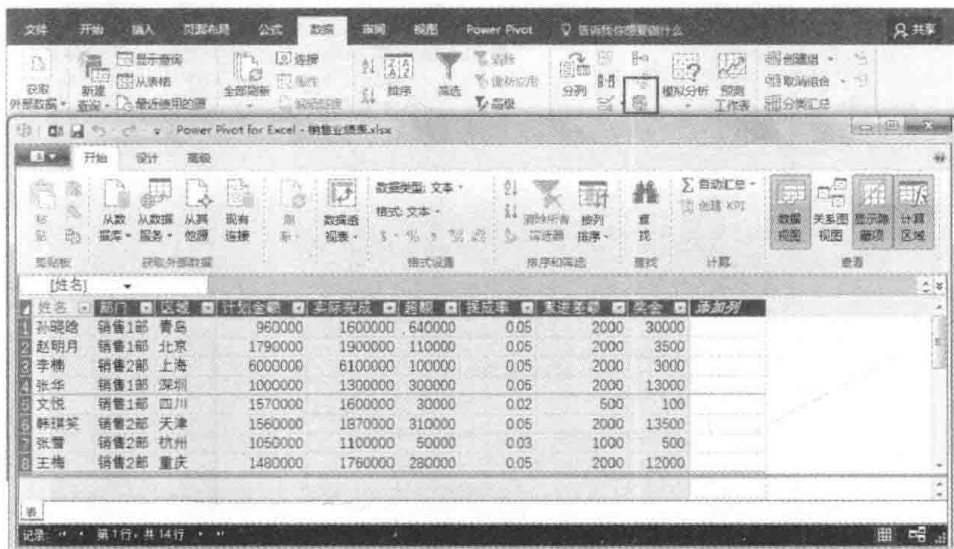 文件 开始 插入 页面布局 公式 数据 审阅 视图 Power Pivot 告诉我你想要做什么 共享
获取
外部数据
新建
查询
显示查询
从表格
最近使用的源
全部刷新
连接
属性
编辑链接
排序
筛选
清除
重新应用
高级
分列
模拟分析
预测
工作表
创建组
取消组合
分类汇总
Power Pivot for Excel - 销售业绩表.xlsx
开始 设计 高级
粘
贴
从数
据库
从数据
服务
从其
他源
现有
连接
刷
新
数据透
视表
数据类型: 文本
格式: 文本
清除所有
筛选器
按列
排序
查
找
自动汇总
创建 KPI
数据
视图
关系图
视图
显示隐
藏项
计算
区域
剪贴板 获取外部数据 格式设置 排序和筛选 查找 计算 查看
[姓名]
姓名 部门 区域 计划金额 实际完成 超额 提成率 奖金 添加列
1 孙晓晗 销售1部 青岛 960000 1600000 640000 0.05 2000 30000
2 赵明月 销售1部 北京 1790000 1900000 110000 0.05 2000 3500
3 李楠 销售2部 上海 6000000 6100000 100000 0.05 2000 3000
4 张华 销售1部 深圳 1000000 1300000 300000 0.05 2000 13000
5 文悦 销售1部 四川 1570000 1600000 30000 0.02 500 100
6 韩琪笑 销售2部 天津 1560000 1870000 310000 0.05 2000 13500
7 张蕾 销售2部 杭州 1050000 1100000 50000 0.03 1000 500
8 王梅 销售2部 重庆 1480000 1760000 280000 0.05 2000 12000
表
记录: 第1行，共14行